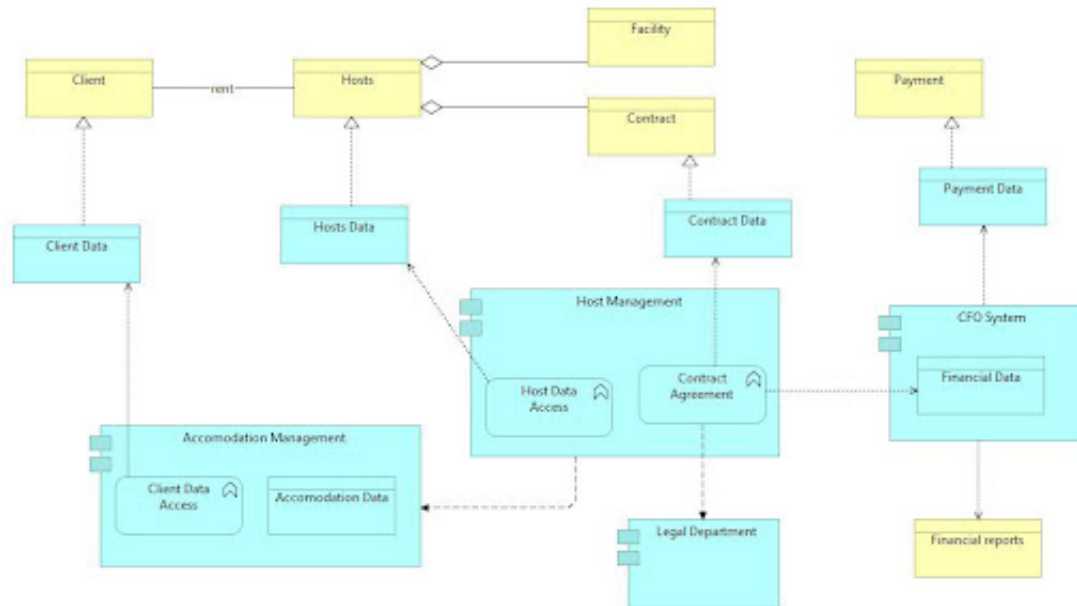 Facility
Client
rent
Hosts
Payment
Contract
Payment Data
Client Data
Hosts Data
Contract Data
Host Management
CFO System
Host Data
Access
Contract
Agreement
Financial Data
Accomodation Management
Client Data
Access
Accomodation Data
Legal Department
Financial reports